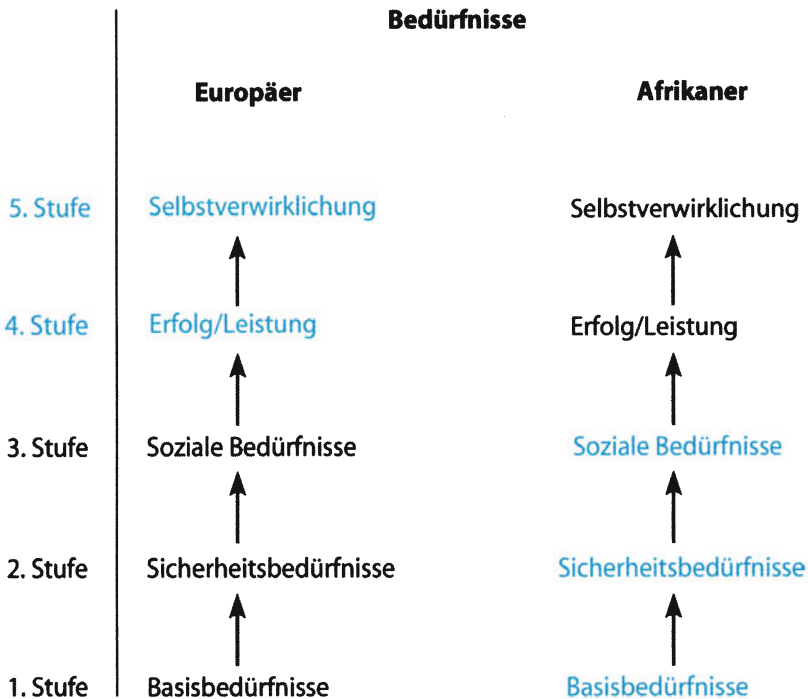 Bedürfnisse
Europäer Afrikaner
5. Stufe Selbstverwirklichung Selbstverwirklichung
4. Stufe Erfolg/Leistung Erfolg/Leistung
3. Stufe Soziale Bedürfnisse Soziale Bedürfnisse
2. Stufe Sicherheitsbedürfnisse Sicherheitsbedürfnisse
1. Stufe Basisbedürfnisse Basisbedürfnisse